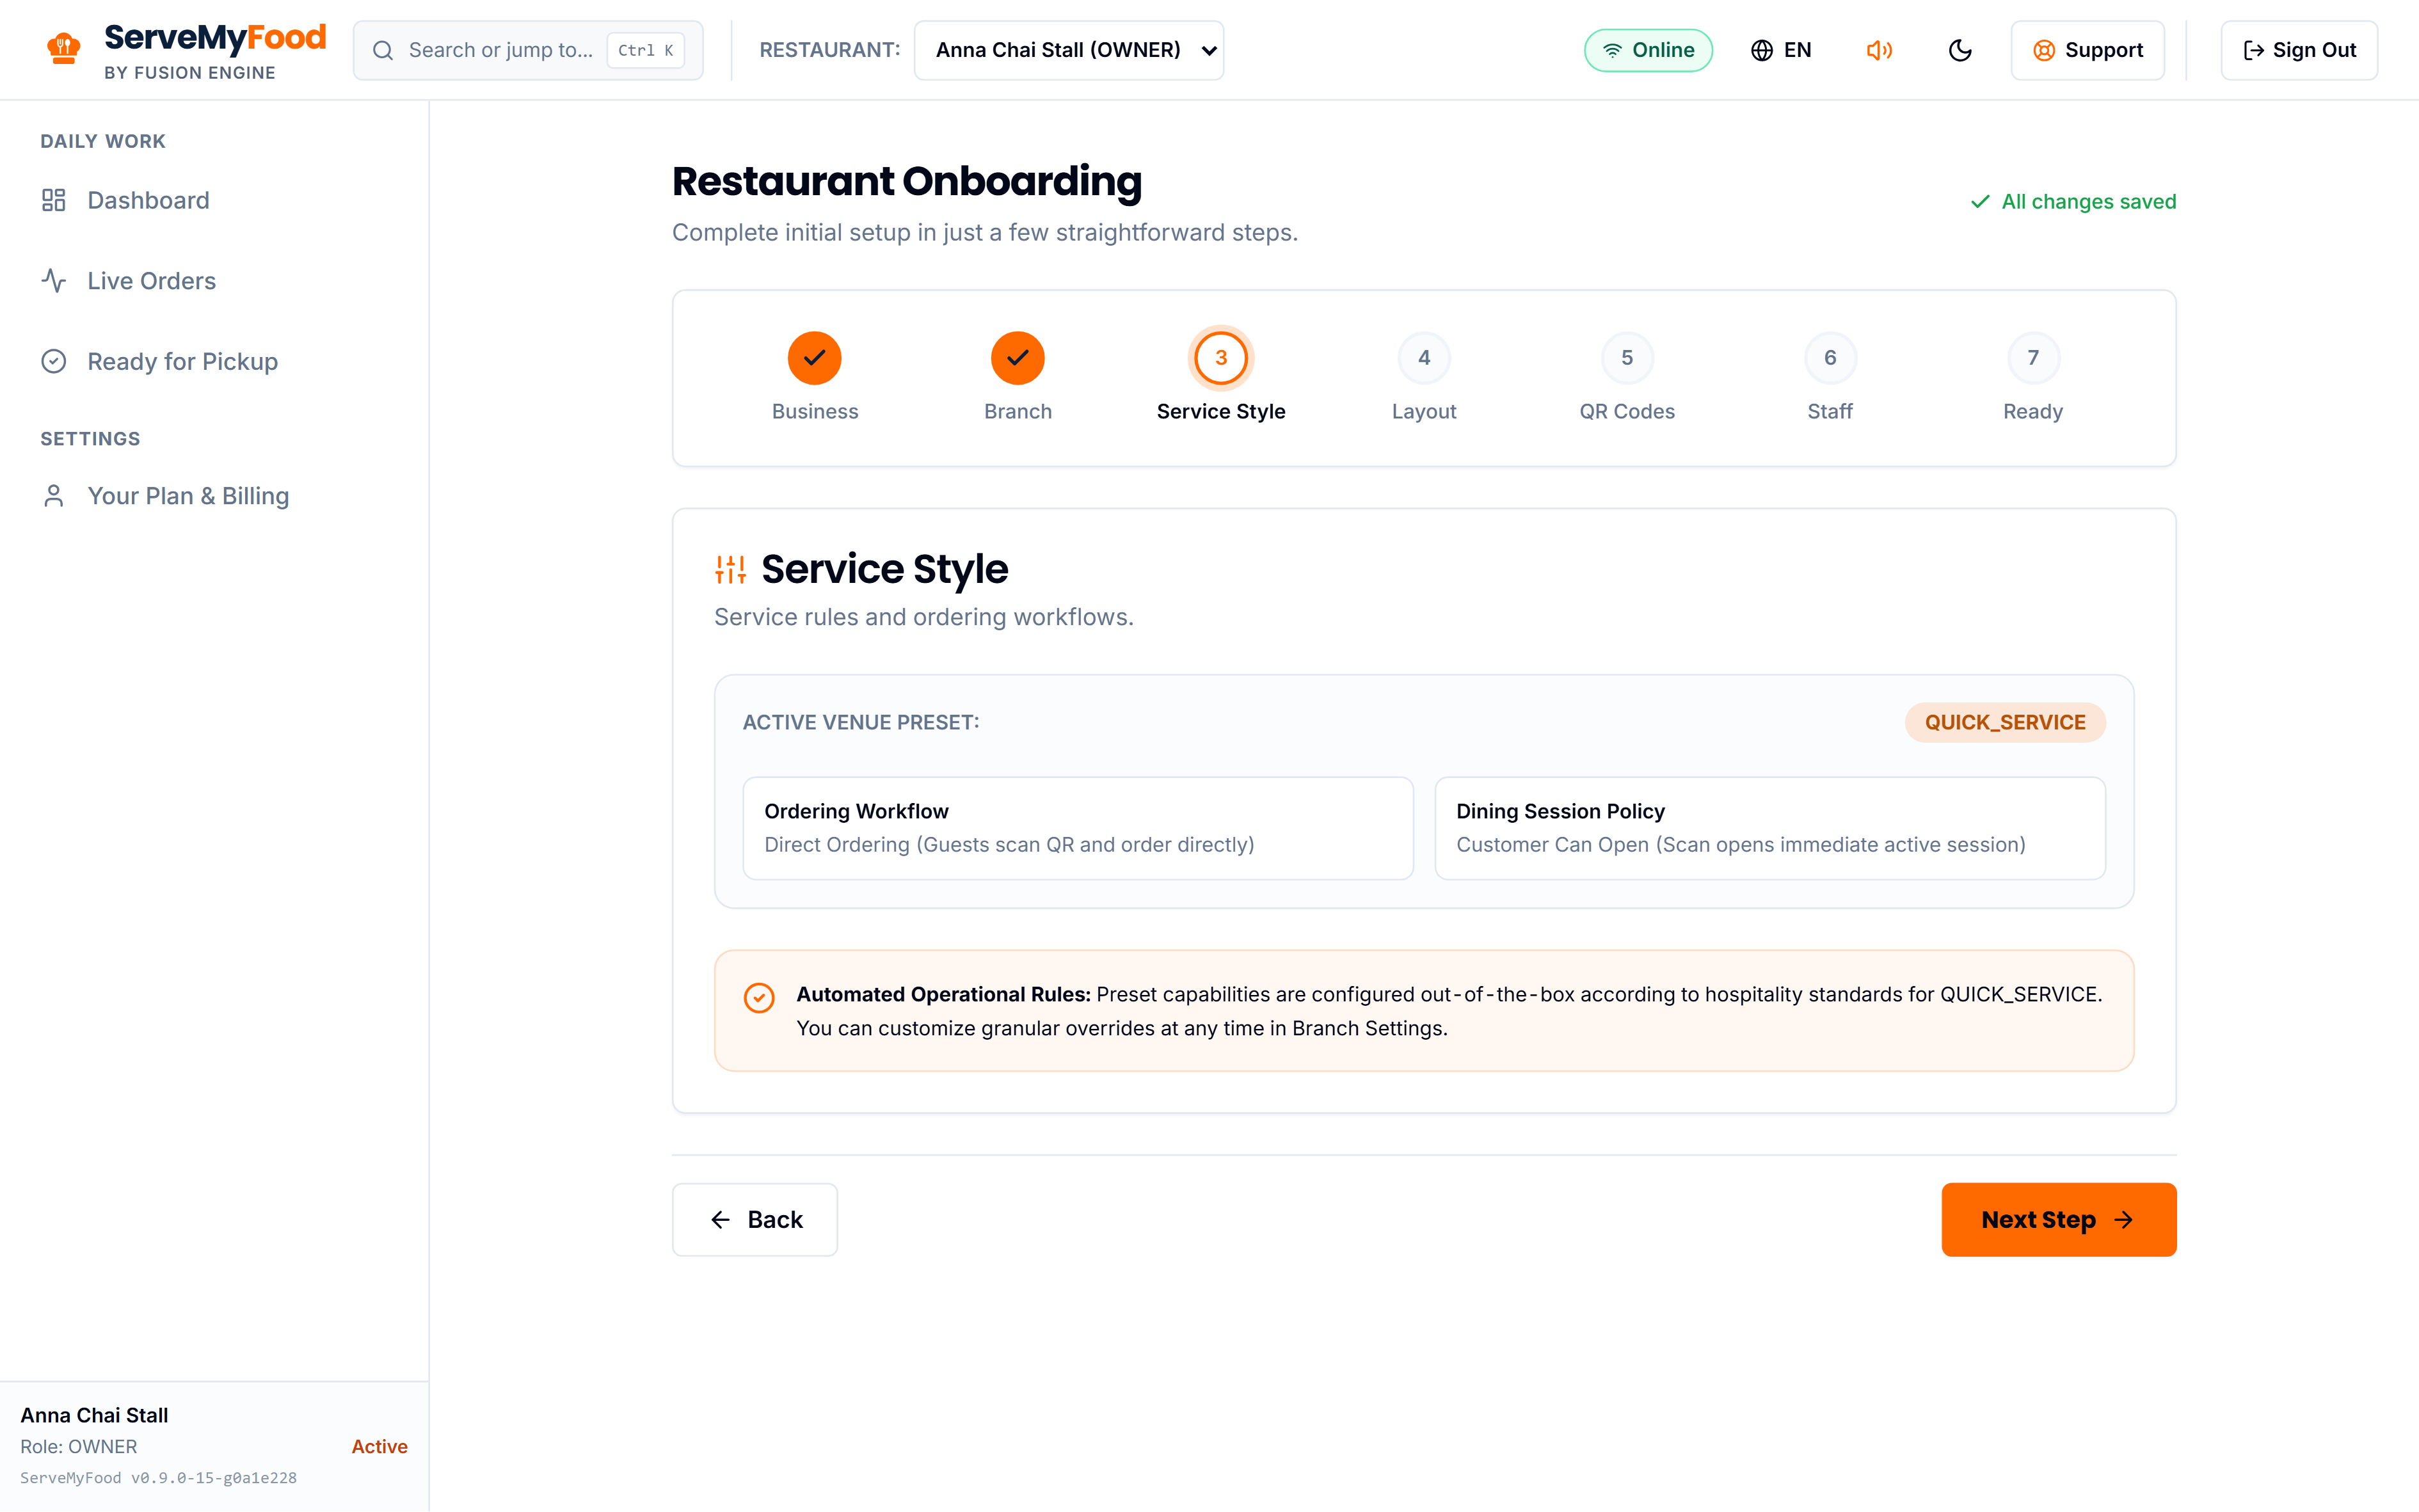 ServeMyFood
BY FUSION ENGINE
Search or jump to... Ctrl K
RESTAURANT: Anna Chai Stall (OWNER)
Online
EN
Support
Sign Out
DAILY WORK
Dashboard
Live Orders
Ready for Pickup
SETTINGS
Your Plan & Billing
Restaurant Onboarding
Complete initial setup in just a few straightforward steps.
All changes saved
Business
Branch
3
Service Style
4
Layout
5
QR Codes
6
Staff
7
Ready
Service Style
Service rules and ordering workflows.
ACTIVE VENUE PRESET:
QUICK_SERVICE
Ordering Workflow
Direct Ordering (Guests scan QR and order directly)
Dining Session Policy
Customer Can Open (Scan opens immediate active session)
Automated Operational Rules: Preset capabilities are configured out-of-the-box according to hospitality standards for QUICK_SERVICE.
You can customize granular overrides at any time in Branch Settings.
Back
Next Step
Anna Chai Stall
Role: OWNER
Active
ServeMyFood v0.9.0-15-g0a1e228